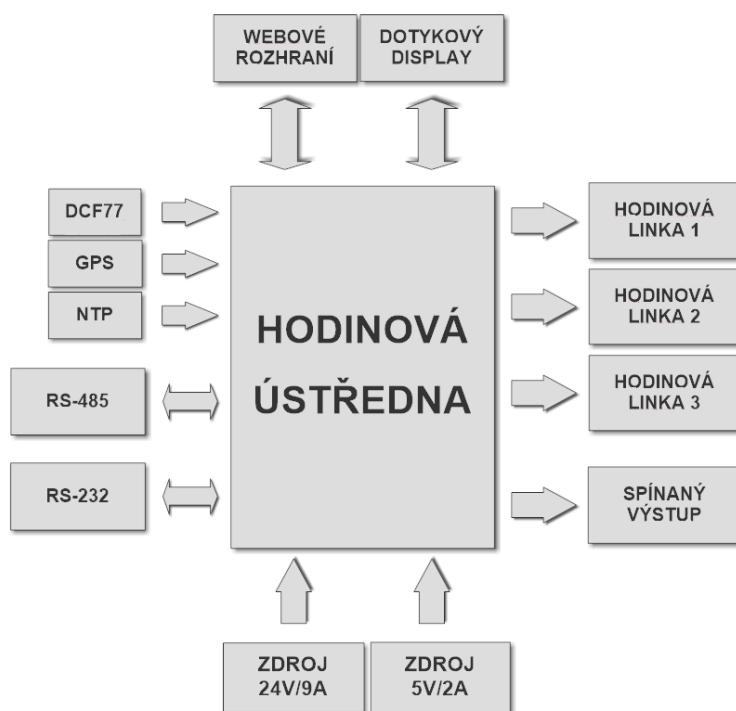 WEBOVÉ
ROZHRANÍ
DOTYKOVÝ
DISPLAY
DCF77
GPS
NTP
RS-485
RS-232
HODINOVÁ
ÚSTŘEDNA
HODINOVÁ
LINKA 1
HODINOVÁ
LINKA 2
HODINOVÁ
LINKA 3
SPÍNANÝ
VÝSTUP
ZDROJ
24V/9A
ZDROJ
5V/2A